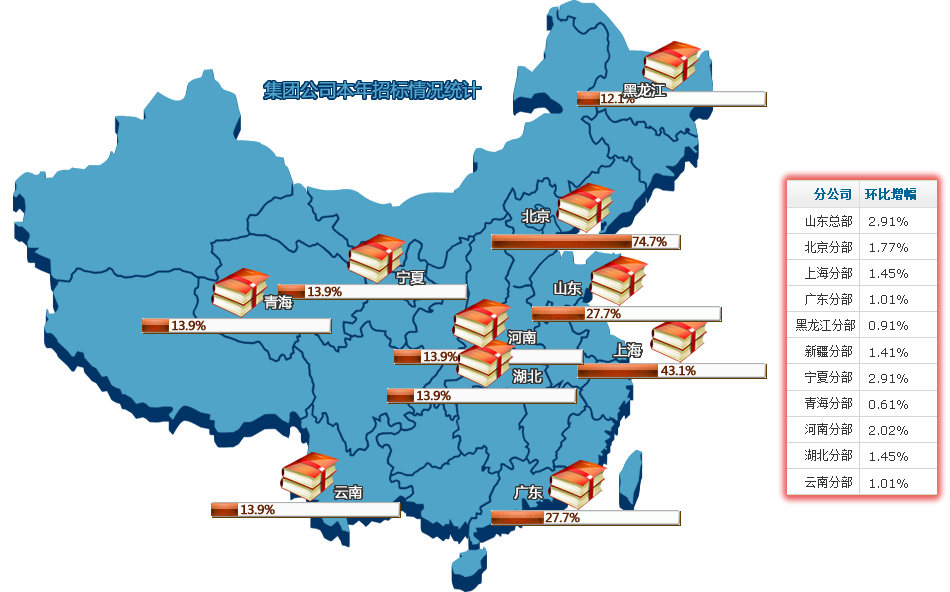 集团公司本年招标情况统计
黑龙江
12.1%
北京
74.7%
宁夏
13.9%
青海
13.9%
山东
27.7%
河南
13.9%
上海
43.1%
湖北
13.9%
云南
13.9%
广东
27.7%
分公司 环比增幅
山东总部 2.91%
北京分部 1.77%
上海分部 1.45%
广东分部 1.01%
黑龙江分部 0.91%
新疆分部 1.41%
宁夏分部 2.91%
青海分部 0.61%
河南分部 2.02%
湖北分部 1.45%
云南分部 1.01%